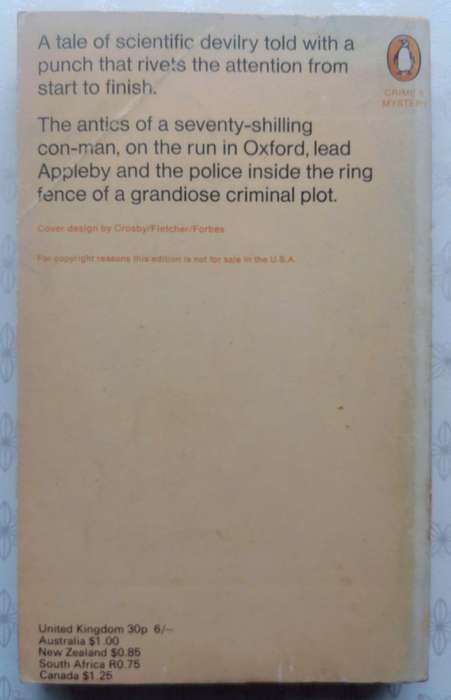 A tale of scientific devilry told with a
punch that rivets the attention from
start to finish.
CRIME &
MYSTERY
The antics of a seventy-shilling
con-man, on the run in Oxford, lead
Appleby and the police inside the ring
fence of a grandiose criminal plot.
Cover design by Crosby/Fletcher/Forbes
For copyright reasons this edition is not for sale in the U.S.A.
United Kingdom 30p 6/–
Australia $1.00
New Zealand $0.85
South Africa R0.75
Canada $1.25